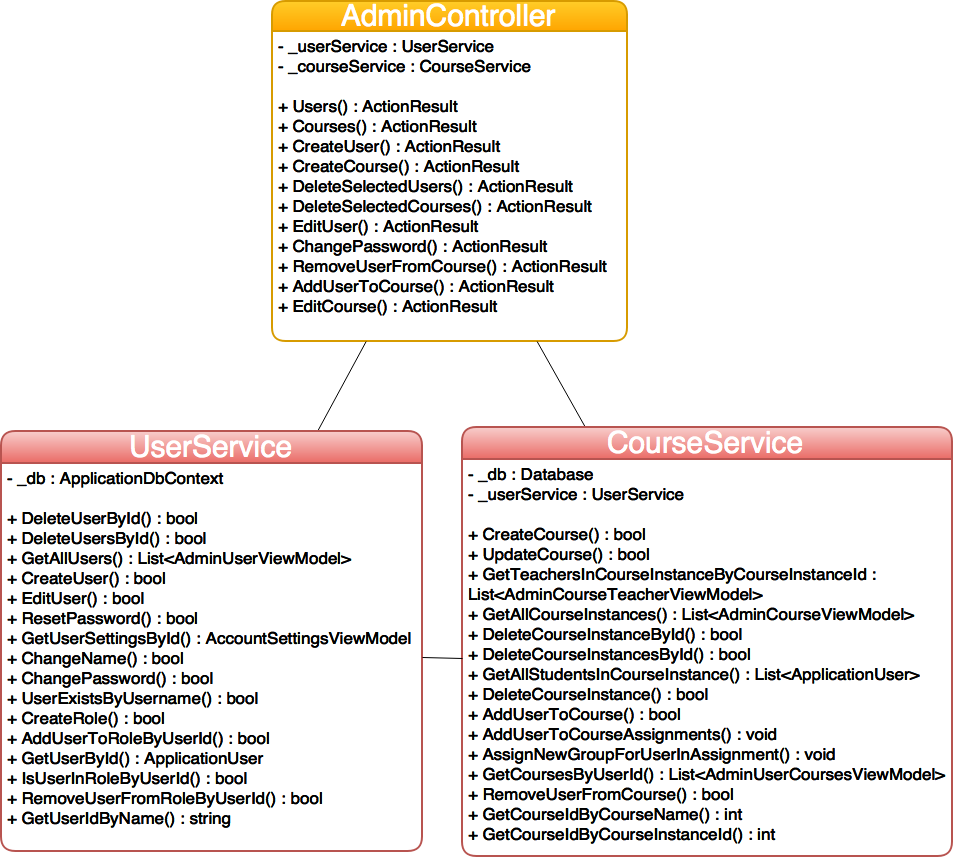 AdminController
- _userService : UserService
- _courseService : CourseService
+ Users() : ActionResult
+ Courses() : ActionResult
+ CreateUser() : ActionResult
+ CreateCourse() : ActionResult
+ DeleteSelectedUsers() : ActionResult
+ DeleteSelectedCourses() : ActionResult
+ EditUser() : ActionResult
+ ChangePassword() : ActionResult
+ RemoveUserFromCourse() : ActionResult
+ AddUserToCourse() : ActionResult
+ EditCourse() : ActionResult
UserService
- _db : ApplicationDbContext
+ DeleteUserById() : bool
+ DeleteUsersById() : bool
+ GetAllUsers() : List<AdminUserViewModel>
+ CreateUser() : bool
+ EditUser() : bool
+ ResetPassword() : bool
+ GetUserSettingsById() : AccountSettingsViewModel
+ ChangeName() : bool
+ ChangePassword() : bool
+ UserExistsByUsername() : bool
+ CreateRole() : bool
+ AddUserToRoleByUserId() : bool
+ GetUserById() : ApplicationUser
+ IsUserInRoleByUserId() : bool
+ RemoveUserFromRoleByUserId() : bool
+ GetUserIdByName() : string
CourseService
- _db : Database
- _userService : UserService
+ CreateCourse() : bool
+ UpdateCourse() : bool
+ GetTeachersInCourseInstanceByCourseInstanceId :
List<AdminCourseTeacherViewModel>
+ GetAllCourseInstances() : List<AdminCourseViewModel>
+ DeleteCourseInstanceById() : bool
+ DeleteCourseInstancesById() : bool
+ GetAllStudentsInCourseInstance() : List<ApplicationUser>
+ DeleteCourseInstance() : bool
+ AddUserToCourse() : bool
+ AddUserToCourseAssignments() : void
+ AssignNewGroupForUserInAssignment() : void
+ GetCoursesByUserId() : List<AdminUserCoursesViewModel>
+ RemoveUserFromCourse() : bool
+ GetCourseIdByCourseName() : int
+ GetCourseIdByCourseInstanceId() : int